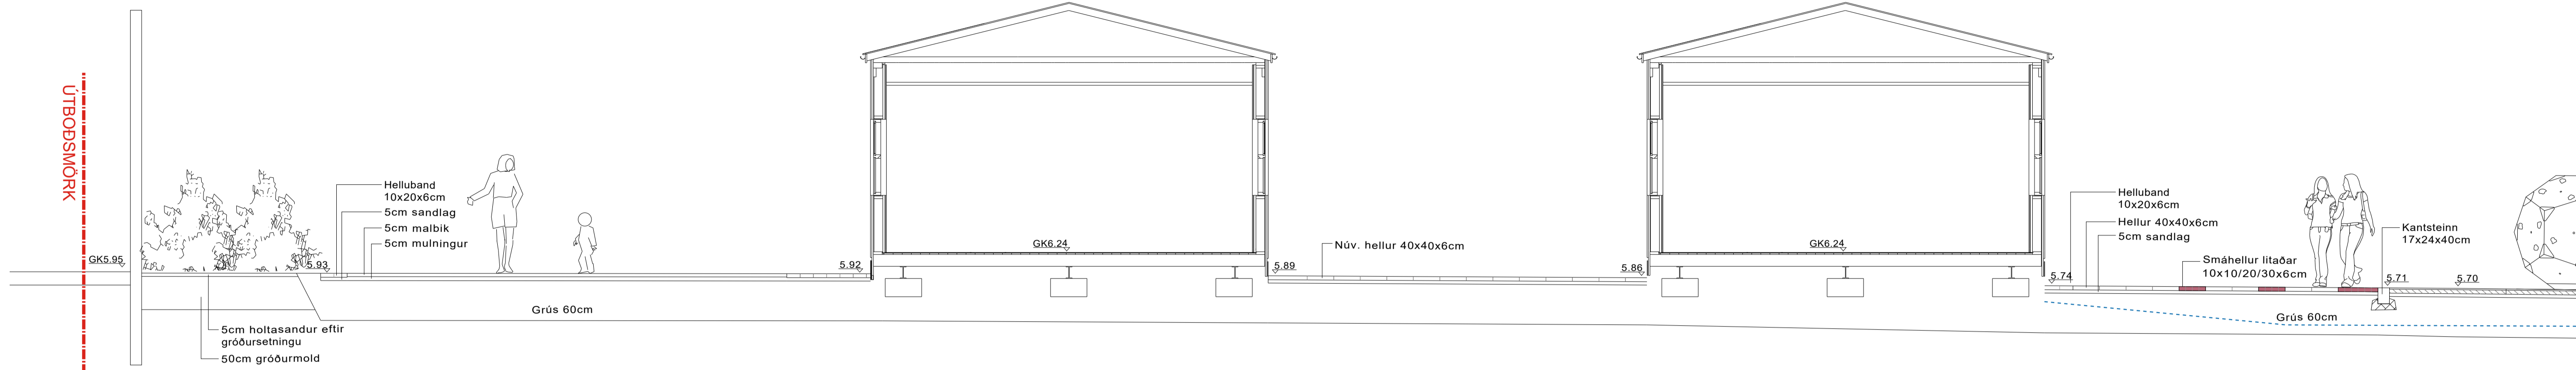 ÚTBOÐSMÖRK
GK5.95
5.93
Helluband
10x20x6cm
5cm sandlag
5cm malbik
5cm mulningur
5cm holtasandur eftir
gróðursetningu
50cm gróðurmold
Grús 60cm
5.92
GK6.24
5.89
Núv. hellur 40x40x6cm
5.86
GK6.24
5.74
Helluband
10x20x6cm
Hellur 40x40x6cm
5cm sandlag
Smáhellur litaðar
10x10/20/30x6cm
Grús 60cm
Kantsteinn
17x24x40cm
5.71
5.70